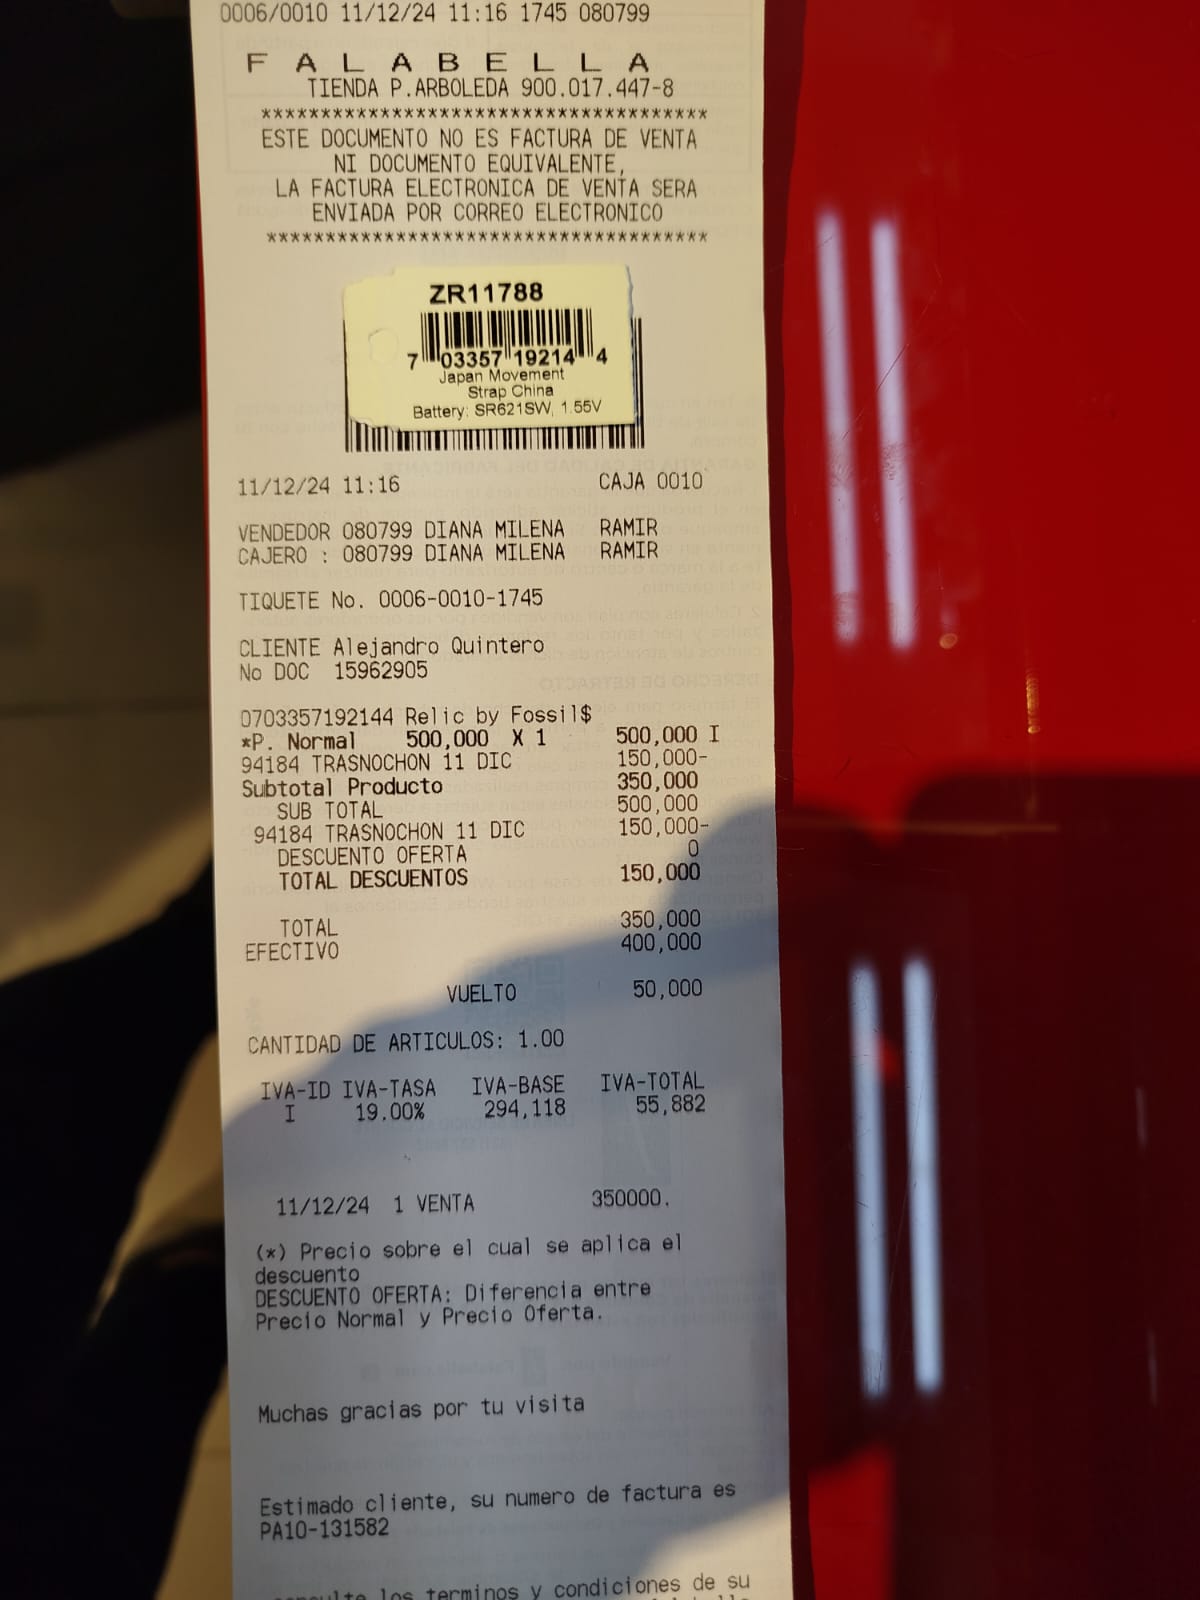 0006/0010 11/12/24 11:16 1745 080799
F A L A B E L L A
TIENDA P.ARBOLEDA 900.017.447-8
**************************************
ESTE DOCUMENTO NO ES FACTURA DE VENTA
NI DOCUMENTO EQUIVALENTE,
LA FACTURA ELECTRONICA DE VENTA SERA
ENVIADA POR CORREO ELECTRONICO
**************************************
ZR11788
7 03357 19214 4
Japan Movement
Strap China
Battery: SR621SW, 1.55V
11/12/24 11:16 CAJA 0010
VENDEDOR 080799 DIANA MILENA RAMIR
CAJERO : 080799 DIANA MILENA RAMIR
TIQUETE No. 0006-0010-1745
CLIENTE Alejandro Quintero
No DOC 15962905
0703357192144 Relic by Fossil$
*P. Normal 500,000 X 1 500,000 I
94184 TRASNOCHON 11 DIC 150,000-
Subtotal Producto 350,000
SUB TOTAL 500,000
94184 TRASNOCHON 11 DIC 150,000-
DESCUENTO OFERTA 0
TOTAL DESCUENTOS 150,000
TOTAL 350,000
EFECTIVO 400,000
VUELTO 50,000
CANTIDAD DE ARTICULOS: 1.00
IVA-ID IVA-TASA IVA-BASE IVA-TOTAL
I 19.00% 294,118 55,882
11/12/24 1 VENTA 350000.
(*) Precio sobre el cual se aplica el
descuento
DESCUENTO OFERTA: Diferencia entre
Precio Normal y Precio Oferta.
Muchas gracias por tu visita
Estimado cliente, su numero de factura es
PA10-131582
los terminos y condiciones de su